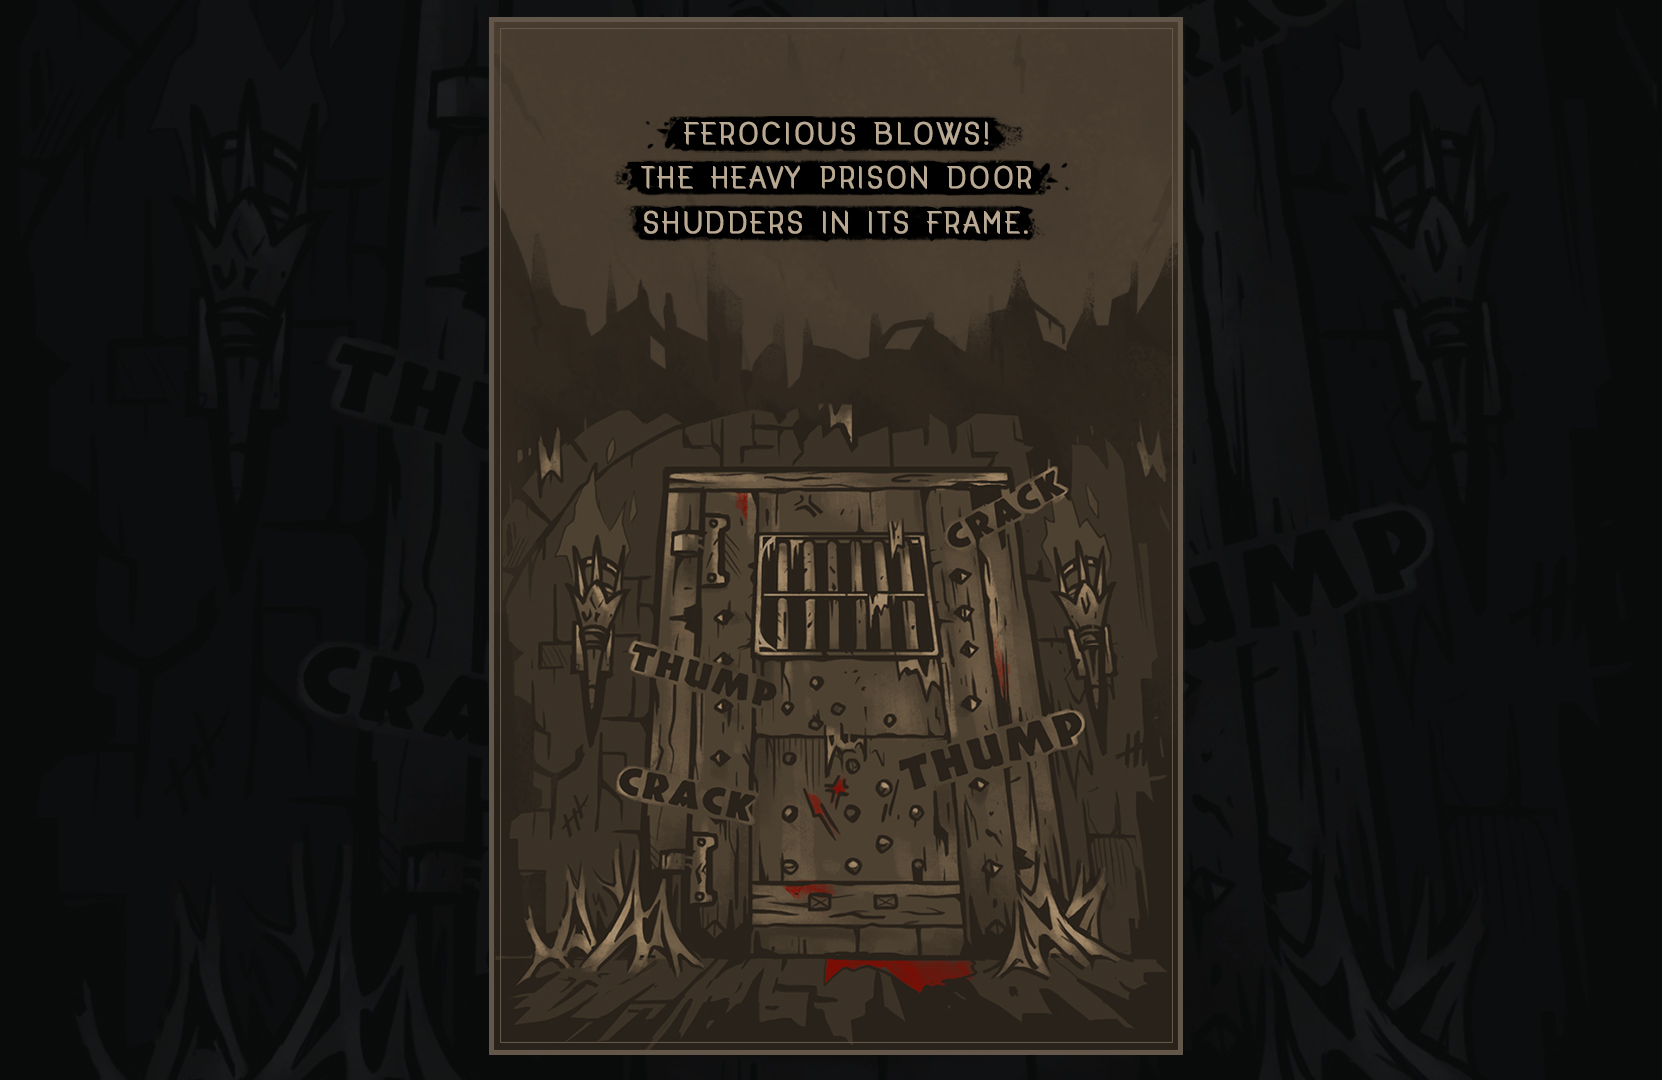 FEROCIOUS BLOWS!
THE HEAVY PRISON DOOR
SHUDDERS IN ITS FRAME.
CRACK
THUMP
THUMP
CRACK